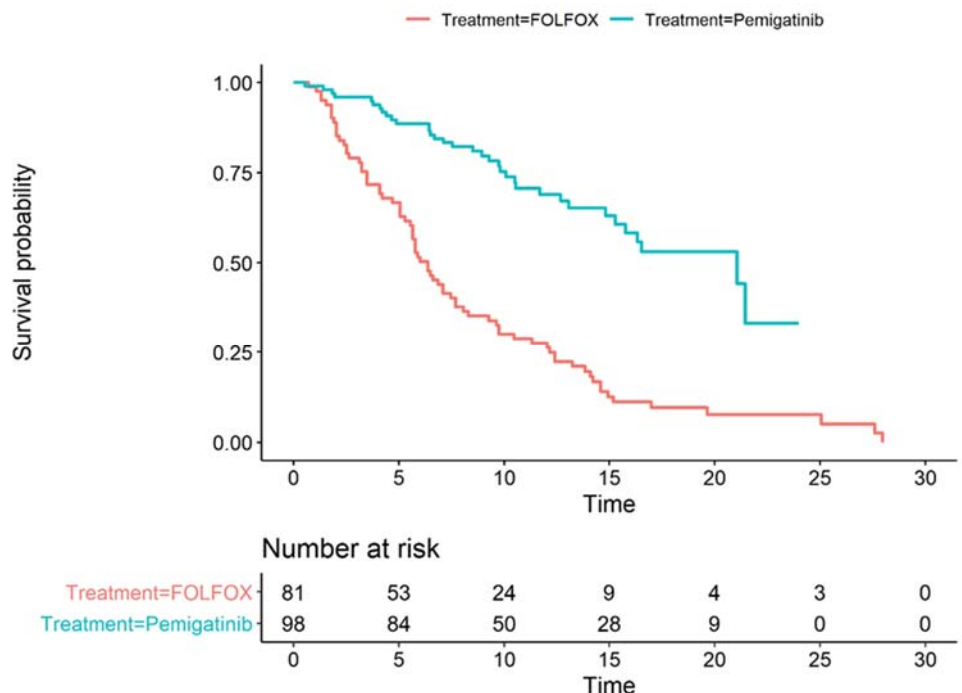 Treatment=FOLFOX Treatment=Pemigatinib
Survival probability
1.00
0.75
0.50
0.25
0.00
0 5 10 15 20 25 30
Time
Number at risk
Treatment=FOLFOX 81 53 24 9 4 3 0
Treatment=Pemigatinib 98 84 50 28 9 0 0
0 5 10 15 20 25 30
Time